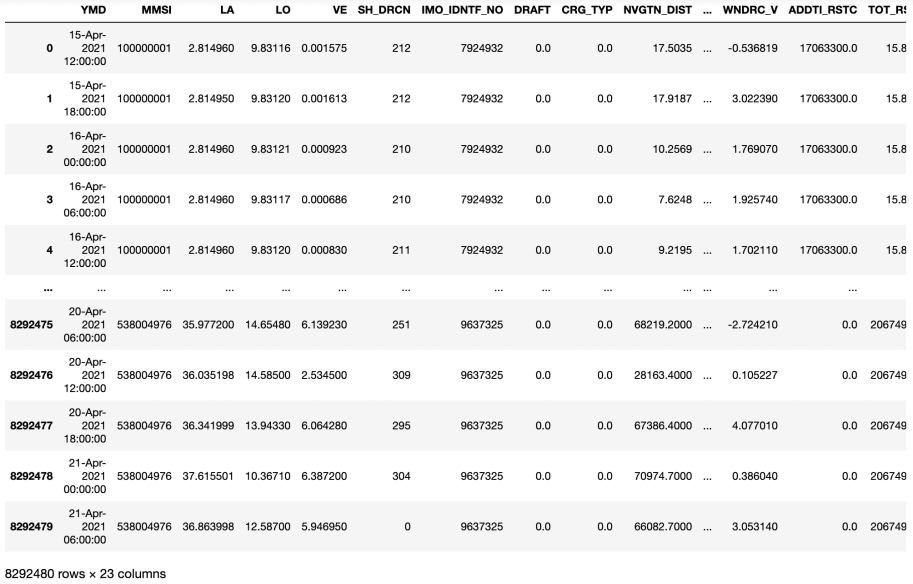 YMD MMSI LA LO VE SH_DRCN IMO_IDNTF_NO DRAFT CRG_TYP NVGTN_DIST ... WNDRC_V ADDTI_RSTC TOT_RS
15-Apr-
0 2021 100000001 2.814960 9.83116 0.001575 212 7924932 0.0 0.0 17.5035 ... -0.536819 17063300.0 15.8
12:00:00
15-Apr-
1 2021 100000001 2.814950 9.83120 0.001613 212 7924932 0.0 0.0 17.9187 ... 3.022390 17063300.0 15.8
18:00:00
16-Apr-
2 2021 100000001 2.814960 9.83121 0.000923 210 7924932 0.0 0.0 10.2569 ... 1.769070 17063300.0 15.8
00:00:00
16-Apr-
3 2021 100000001 2.814960 9.83117 0.000686 210 7924932 0.0 0.0 7.6248 ... 1.925740 17063300.0 15.8
06:00:00
16-Apr-
4 2021 100000001 2.814960 9.83120 0.000830 211 7924932 0.0 0.0 9.2195 ... 1.702110 17063300.0 15.8
12:00:00
... ... ... ... ... ... ... ... ... ... ... ... ... ...
20-Apr-
8292475 2021 538004976 35.977200 14.65480 6.139230 251 9637325 0.0 0.0 68219.2000 ... -2.724210 0.0 206749
06:00:00
20-Apr-
8292476 2021 538004976 36.035198 14.58500 2.534500 309 9637325 0.0 0.0 28163.4000 ... 0.105227 0.0 206749
12:00:00
20-Apr-
8292477 2021 538004976 36.341999 13.94330 6.064280 295 9637325 0.0 0.0 67386.4000 ... 4.077010 0.0 206749
18:00:00
21-Apr-
8292478 2021 538004976 37.615501 10.36710 6.387200 304 9637325 0.0 0.0 70974.7000 ... 0.386040 0.0 206749
00:00:00
21-Apr-
8292479 2021 538004976 36.863998 12.58700 5.946950 0 9637325 0.0 0.0 66082.7000 ... 3.053140 0.0 206749
06:00:00
8292480 rows × 23 columns